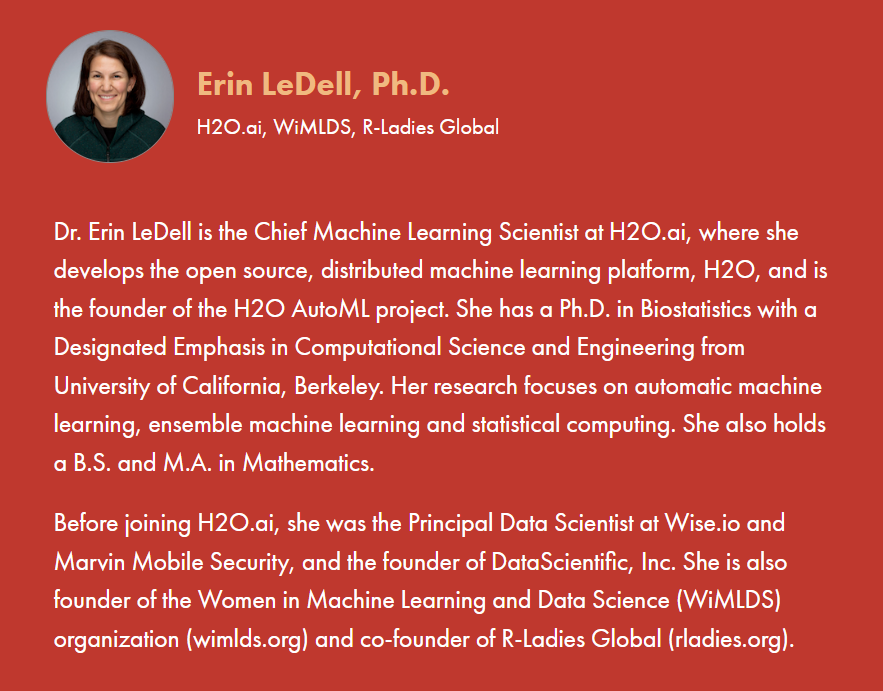 Erin LeDell, Ph.D.
H2O.ai, WiMLDS, R-Ladies Global
Dr. Erin LeDell is the Chief Machine Learning Scientist at H2O.ai, where she
develops the open source, distributed machine learning platform, H2O, and is
the founder of the H2O AutoML project. She has a Ph.D. in Biostatistics with a
Designated Emphasis in Computational Science and Engineering from
University of California, Berkeley. Her research focuses on automatic machine
learning, ensemble machine learning and statistical computing. She also holds
a B.S. and M.A. in Mathematics.
Before joining H2O.ai, she was the Principal Data Scientist at Wise.io and
Marvin Mobile Security, and the founder of DataScientific, Inc. She is also
founder of the Women in Machine Learning and Data Science (WiMLDS)
organization (wimlds.org) and co-founder of R-Ladies Global (rladies.org).